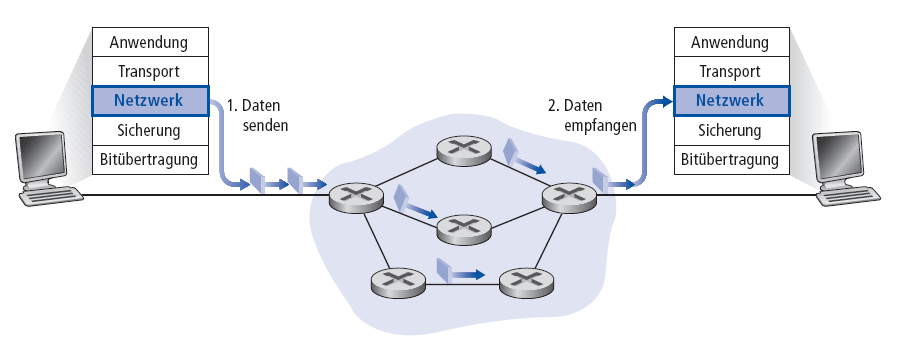 Anwendung
Transport
Netzwerk
Sicherung
Bitübertragung
1. Daten
senden
2. Daten
empfangen
Anwendung
Transport
Netzwerk
Sicherung
Bitübertragung